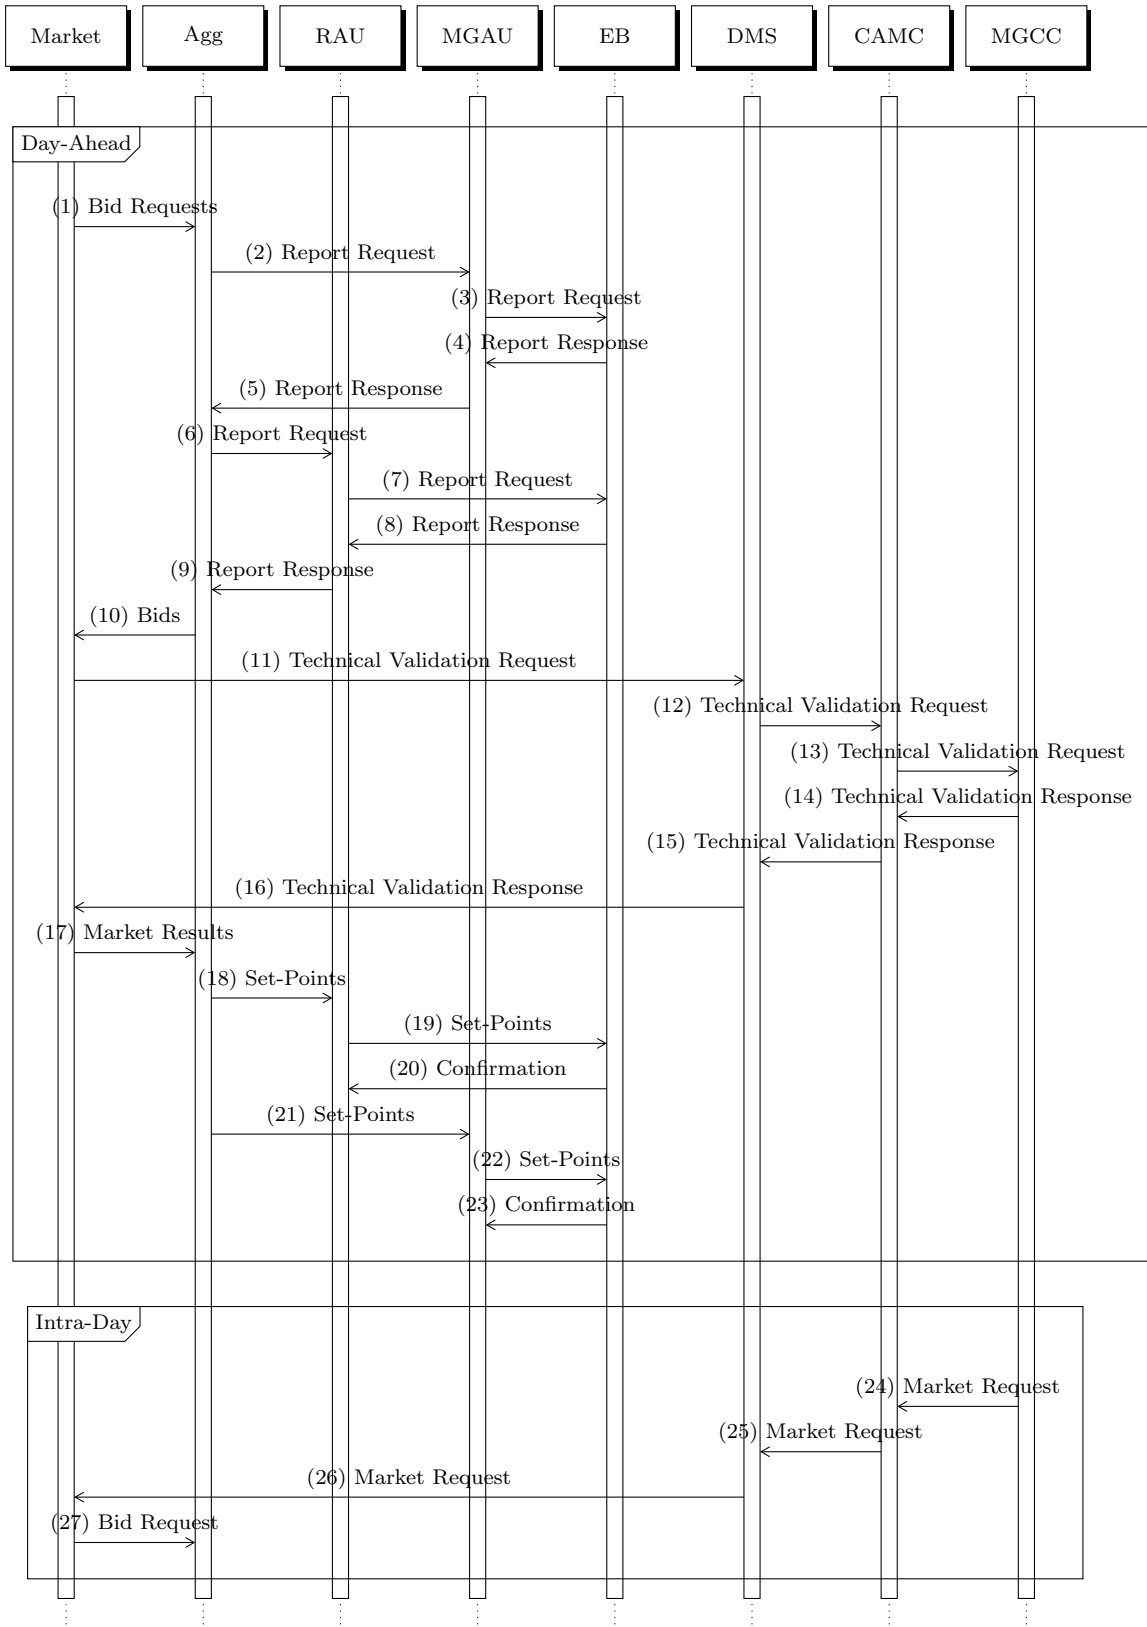 Market
Agg
RAU
MGAU
EB
DMS
CAMC
MGCC
Day-Ahead
(1) Bid Requests
(2) Report Request
(3) Report Request
(4) Report Response
(5) Report Response
(6) Report Request
(7) Report Request
(8) Report Response
(9) Report Response
(10) Bids
(11) Technical Validation Request
(12) Technical Validation Request
(13) Technical Validation Request
(14) Technical Validation Response
(15) Technical Validation Response
(16) Technical Validation Response
(17) Market Results
(18) Set-Points
(19) Set-Points
(20) Confirmation
(21) Set-Points
(22) Set-Points
(23) Confirmation
Intra-Day
(24) Market Request
(25) Market Request
(26) Market Request
(27) Bid Request